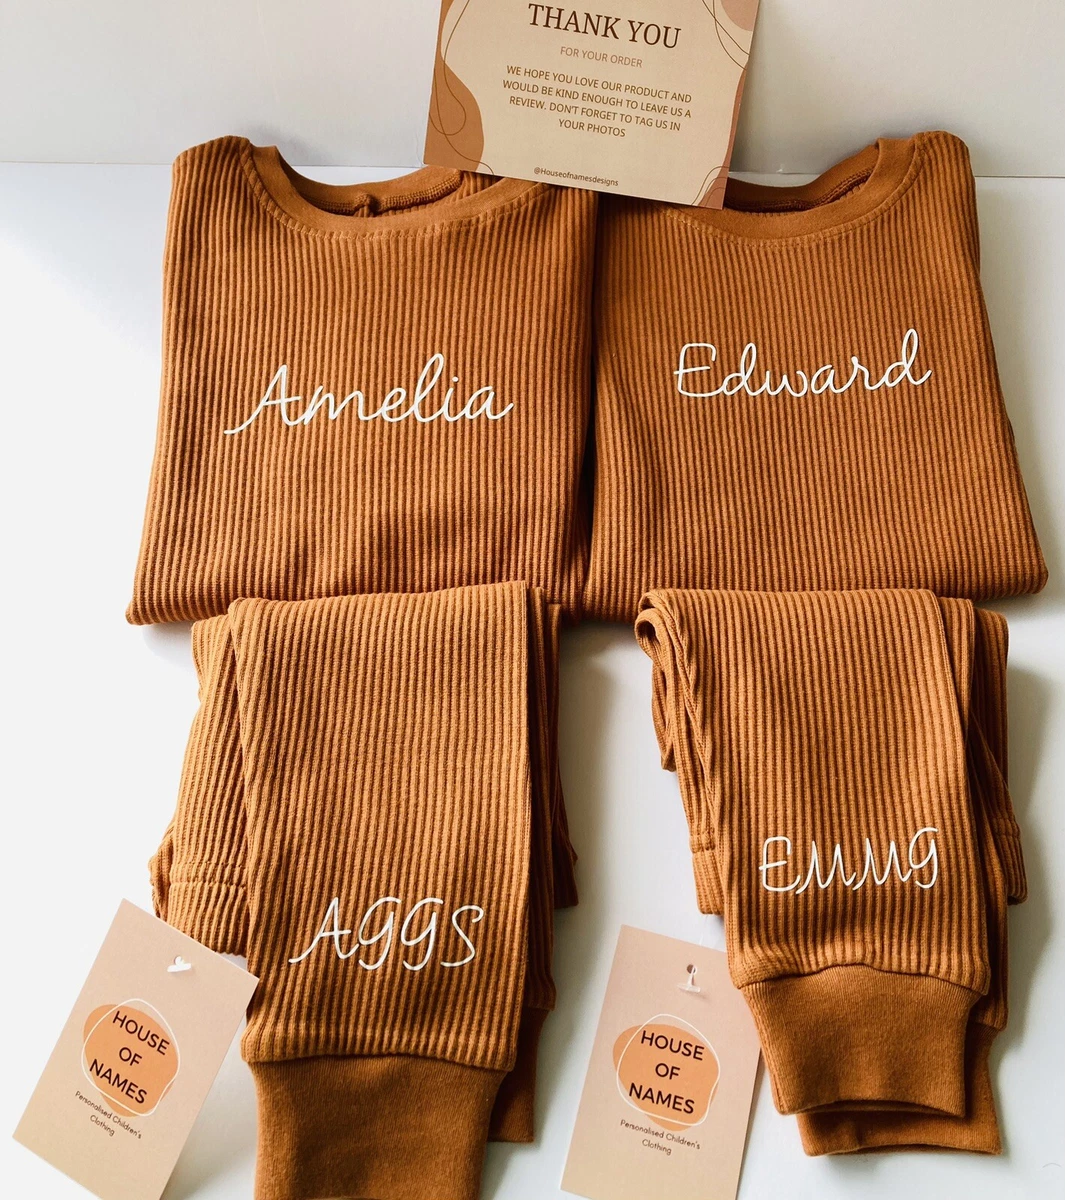 THANK YOU
FOR YOUR ORDER
WE HOPE YOU LOVE OUR PRODUCT AND
WOULD BE KIND ENOUGH TO LEAVE US A
REVIEW. DON'T FORGET TO TAG US IN
YOUR PHOTOS
@Houseofnamesdesigns
Amelia
Edward
AGGS
EMMG
HOUSE
OF
NAMES
Personalised Children's
Clothing
HOUSE
OF
NAMES
Personalised Children's
Clothing